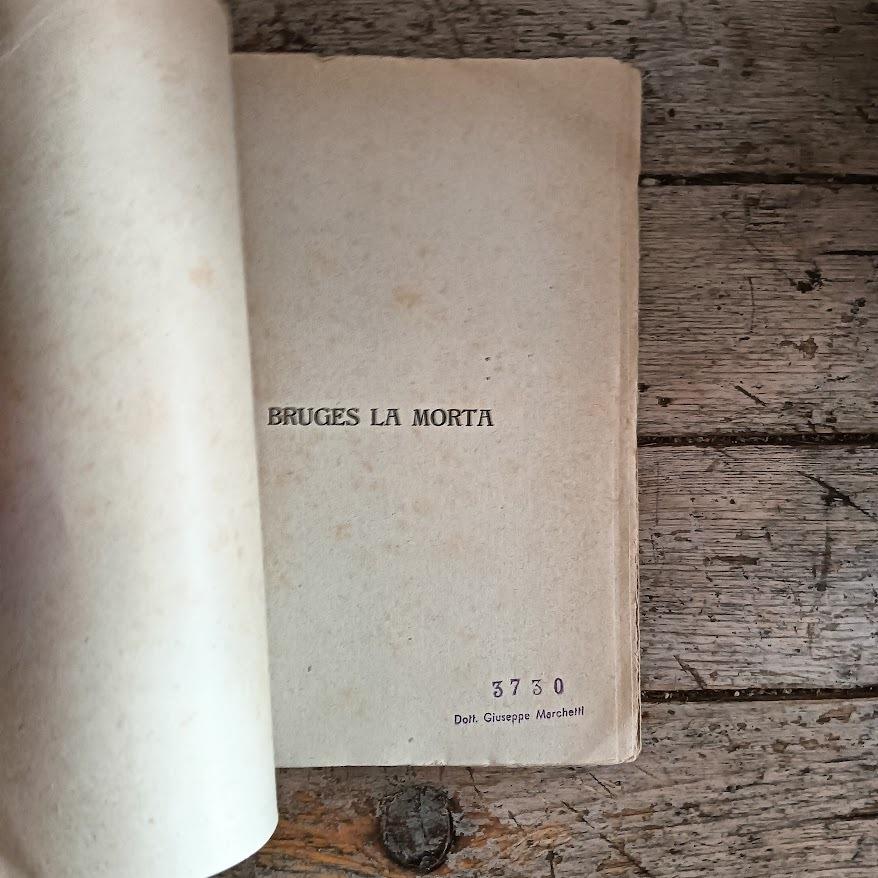 BRUGES LA MORTA
3730
Dott. Giuseppe Marchetti